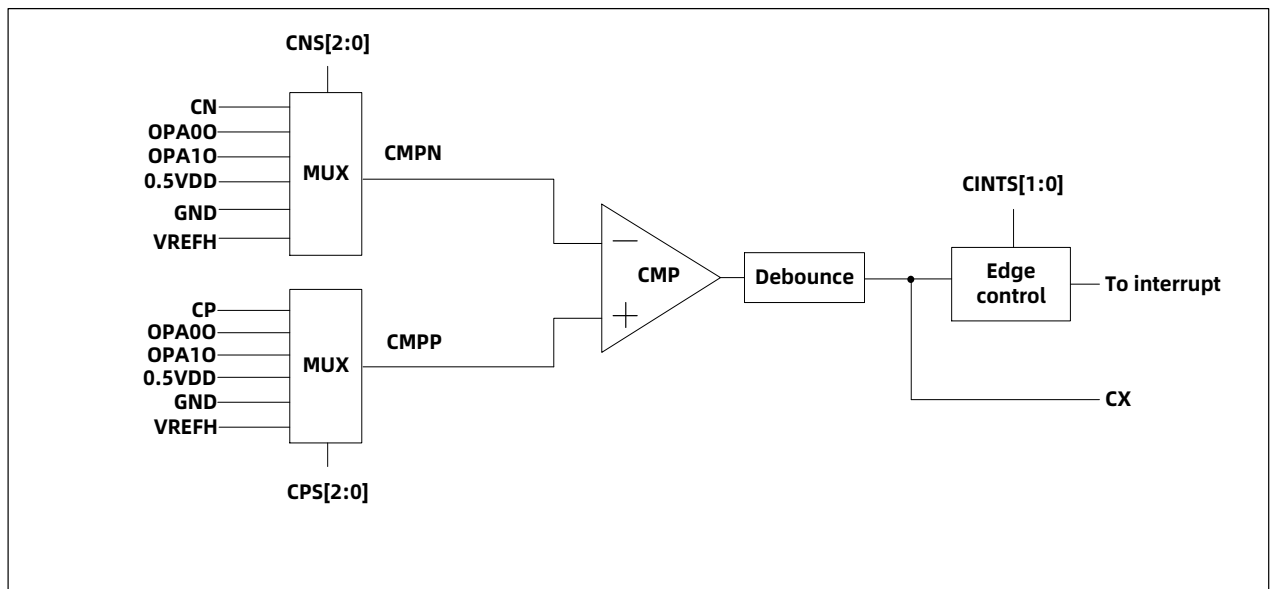 CNS[2:0]
CN
OPA0O
OPA1O
0.5VDD
GND
VREFH
MUX
CMPN
CP
OPA0O
OPA1O
0.5VDD
GND
VREFH
MUX
CMPP
CPS[2:0]
CMP
Debounce
CINTS[1:0]
Edge
control
To interrupt
CX